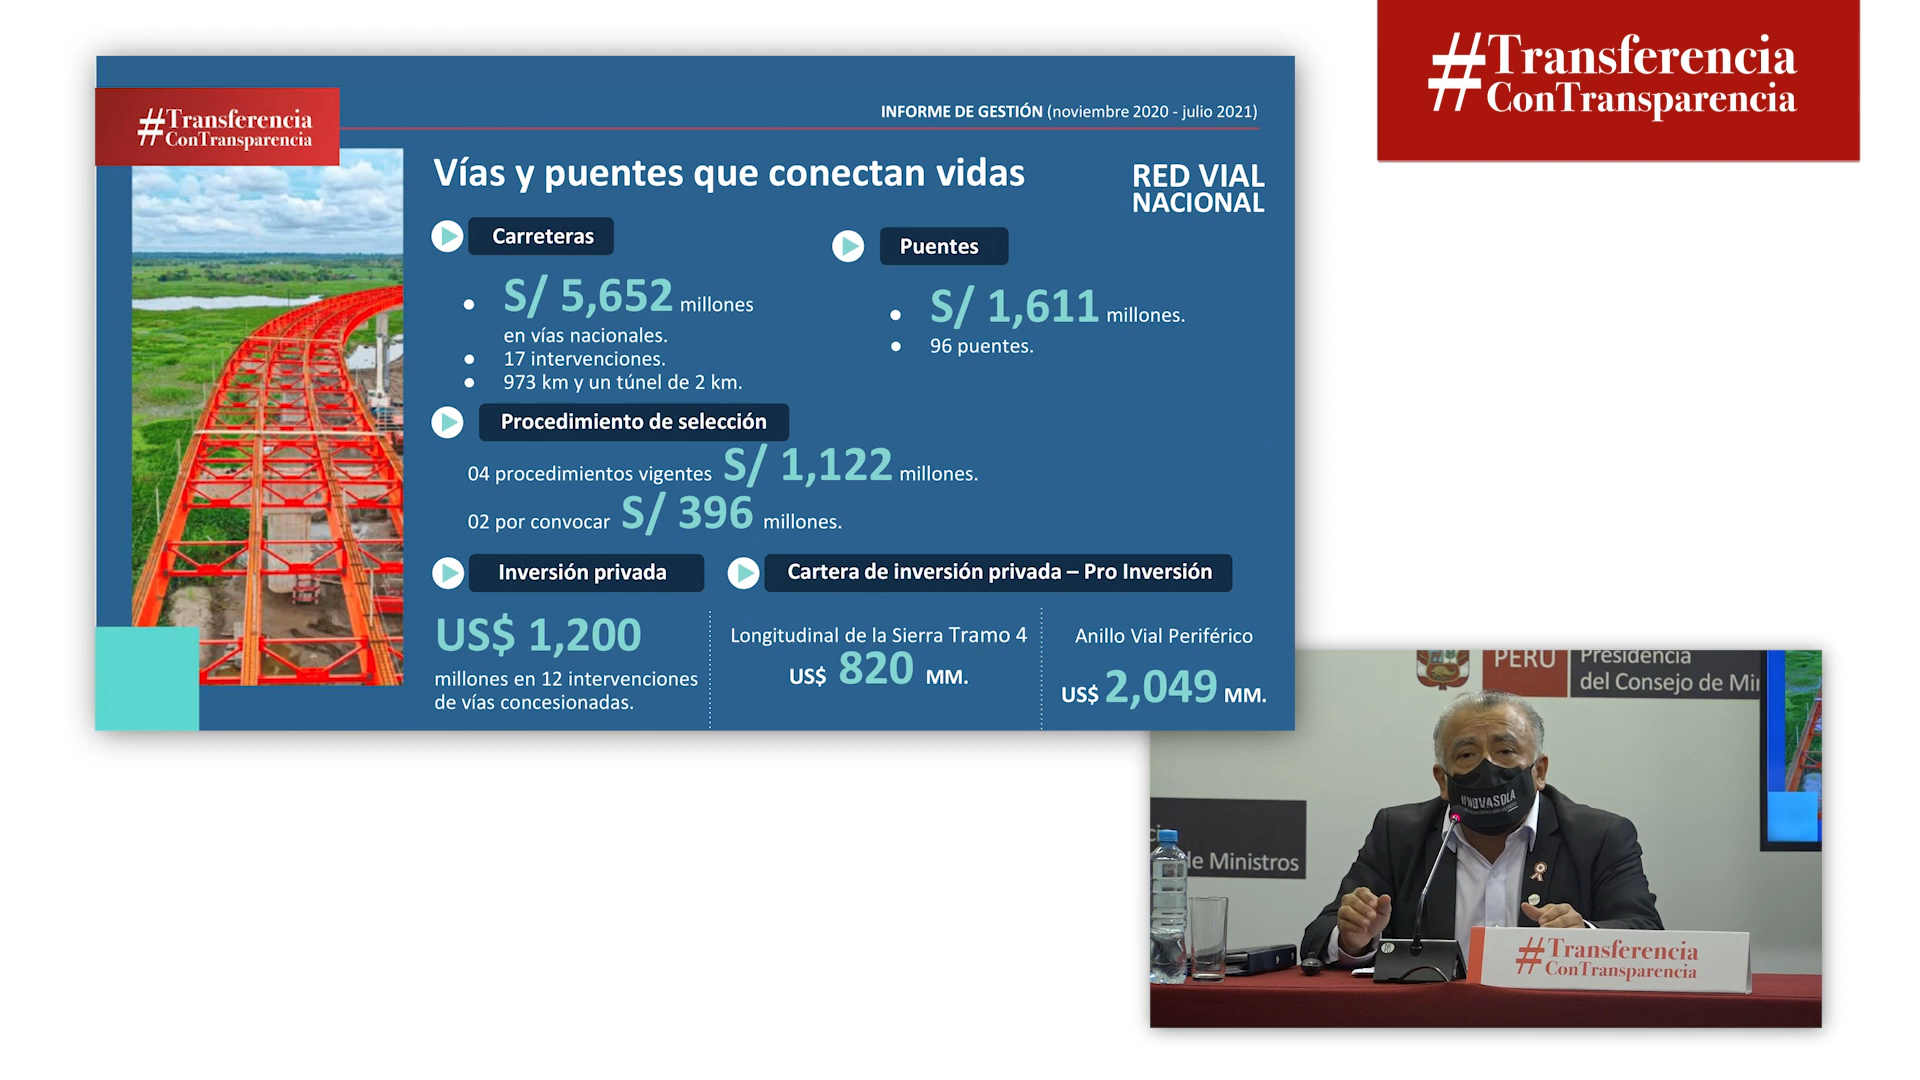 #Transferencia
ConTransparencia
#Transferencia
ConTransparencia
INFORME DE GESTIÓN (noviembre 2020 - julio 2021)
Vías y puentes que conectan vidas
RED VIAL
NACIONAL
Carreteras
• S/ 5,652 millones
en vías nacionales.
• 17 intervenciones.
• 973 km y un túnel de 2 km.
Puentes
• S/ 1,611 millones.
• 96 puentes.
Procedimiento de selección
04 procedimientos vigentes S/ 1,122 millones.
02 por convocar S/ 396 millones.
Inversión privada
US$ 1,200
millones en 12 intervenciones
de vías concesionadas.
Cartera de inversión privada – Pro Inversión
Longitudinal de la Sierra Tramo 4
US$ 820 MM.
Anillo Vial Periférico
US$ 2,049 MM.
PERÚ
Presidencia
del Consejo de Mi
de Ministros
#NOVASOLA
#Transferencia
ConTransparencia